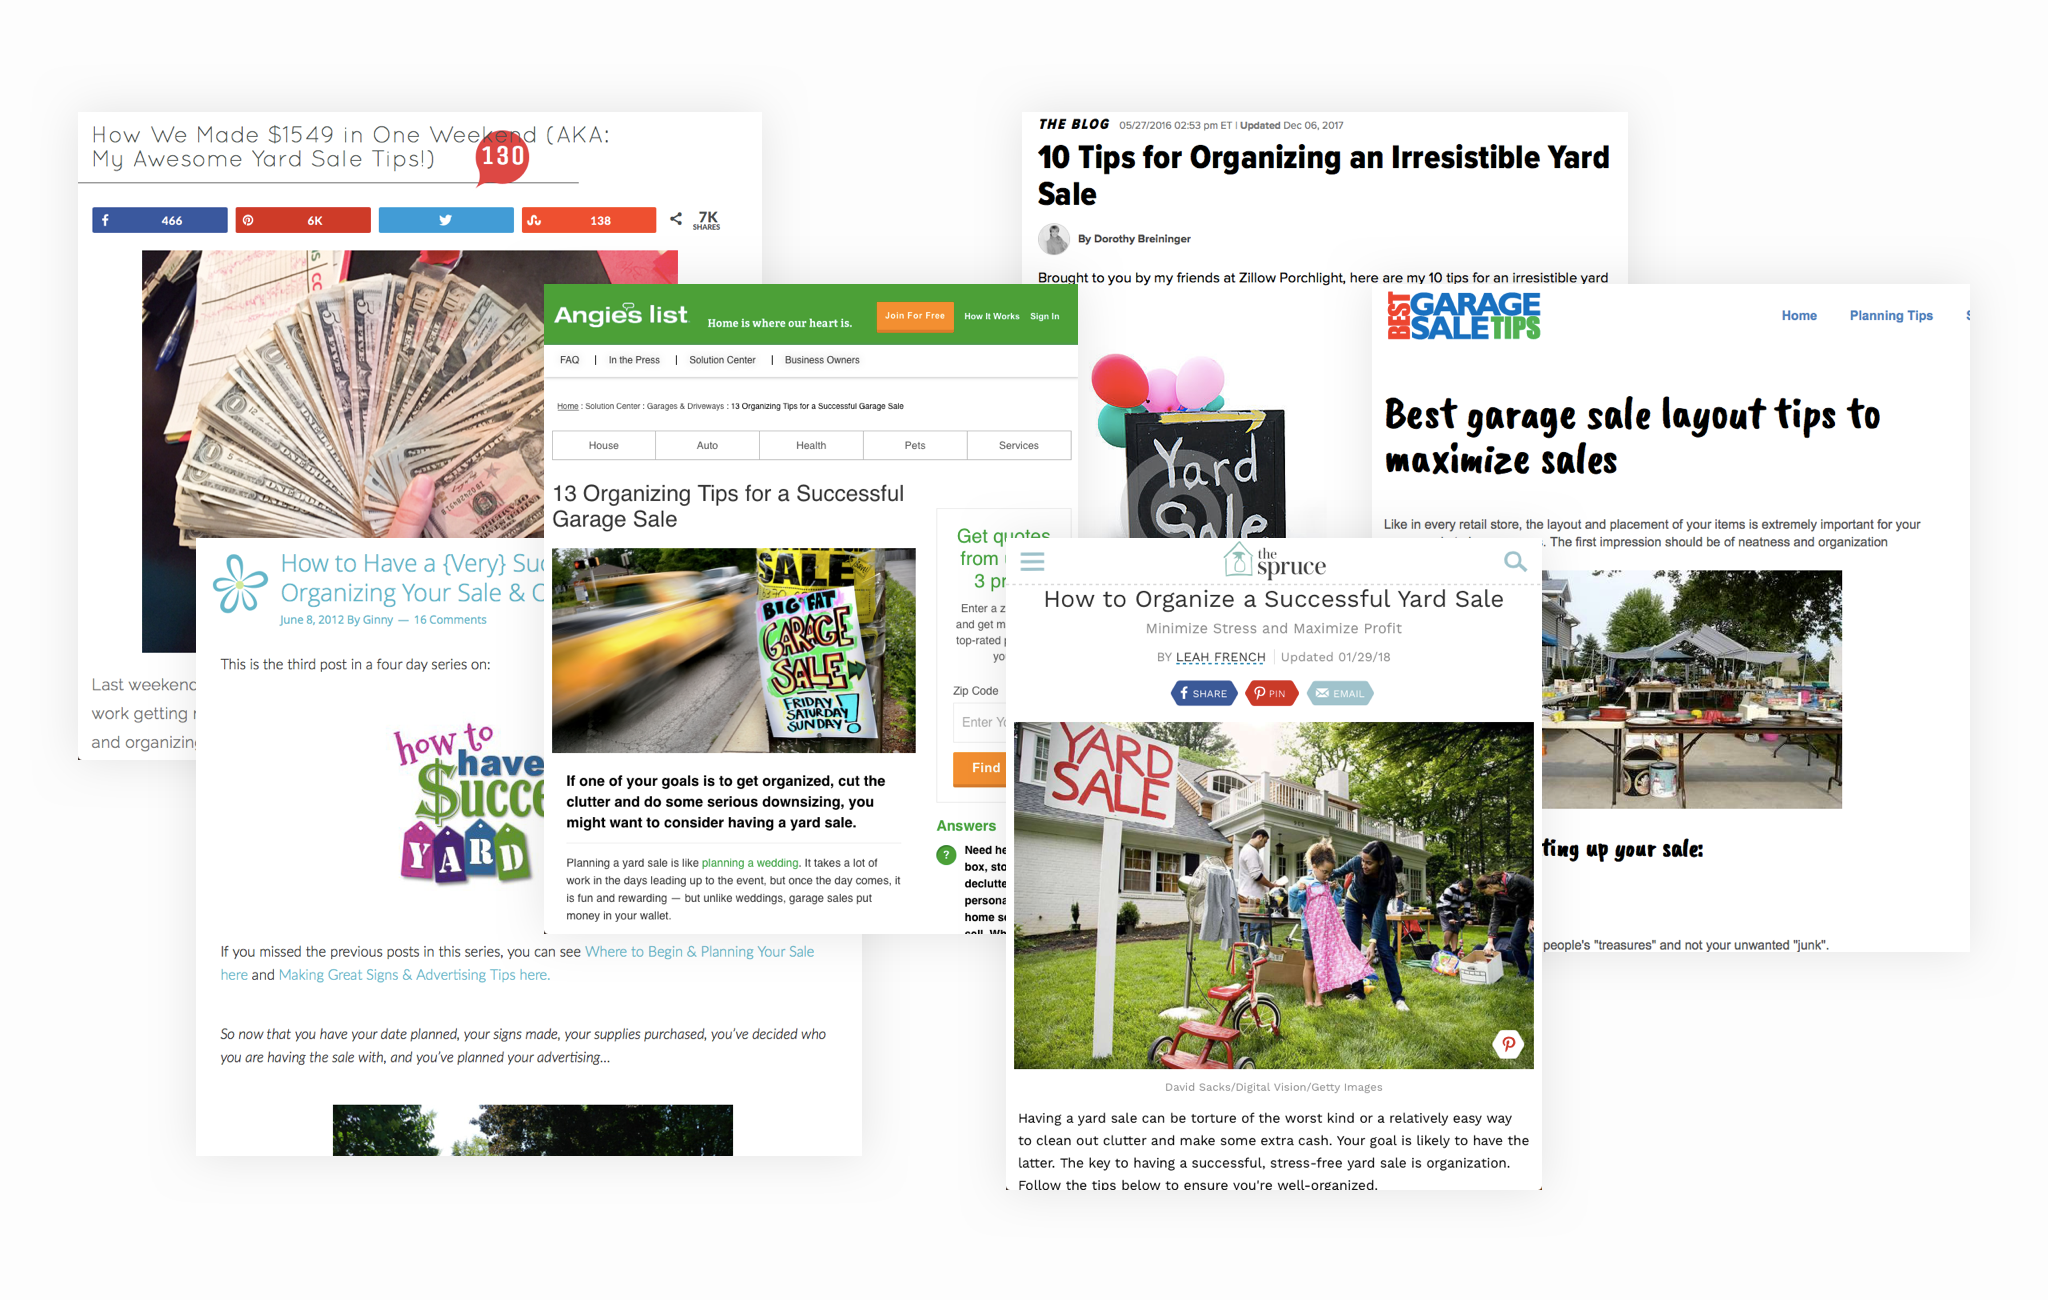 How We Made $1549 in One Weekend (AKA:
My Awesome Yard Sale Tips!)
130
466
6K
138
7K
SHARES
Last weekend
work getting
and organizing
How to Have a {Very}
Organizing Your Sale &
June 8, 2012 By Ginny — 16 Comments
This is the third post in a four day series on:
how to
have
$ucce
YARD
If you missed the previous posts in this series, you can see Where to Begin & Planning Your Sale
here and Making Great Signs & Advertising Tips here.
So now that you have your date planned, your signs made, your supplies purchased, you've decided who
you are having the sale with, and you've planned your advertising...
Angie's list
Home is where our heart is.
Join For Free
How It Works
Sign In
FAQ | In the Press | Solution Center | Business Owners
Home : Solution Center : Garages & Driveways : 13 Organizing Tips for a Successful Garage Sale
House
Auto
Health
Pets
Services
13 Organizing Tips for a Successful
Garage Sale
SALE
BIG FAT
GARAGE
SALE
FRIDAY
SATURDAY
SUNDAY!
If one of your goals is to get organized, cut the
clutter and do some serious downsizing, you
might want to consider having a yard sale.
Planning a yard sale is like planning a wedding. It takes a lot of
work in the days leading up to the event, but once the day comes, it
is fun and rewarding — but unlike weddings, garage sales put
money in your wallet.
Get quotes
from
3
Enter a
and get
top-rated
Zip Code
Enter
Find
Answers
?
Need
box,
THE BLOG 05/27/2016 02:53 pm ET | Updated Dec 06, 2017
10 Tips for Organizing an Irresistible Yard
Sale
By Dorothy Breininger
Brought to you by my friends at Zillow Porchlight, here are my 10 tips for an irresistible yard
Yard
Sale
BEST GARAGE
SALE TIPS
Home
Planning Tips
Best garage sale layout tips to
maximize sales
Like in every retail store, the layout and placement of your items is extremely important for your
The first impression should be of neatness and organization
up your sale:
people's "treasures" and not your unwanted "junk".
the
spruce
How to Organize a Successful Yard Sale
Minimize Stress and Maximize Profit
BY LEAH FRENCH | Updated 01/29/18
SHARE
PIN
EMAIL
YARD
SALE
David Sacks/Digital Vision/Getty Images
Having a yard sale can be torture of the worst kind or a relatively easy way
to clean out clutter and make some extra cash. Your goal is likely to have the
latter. The key to having a successful, stress-free yard sale is organization.
Follow the tips below to ensure you're well-organized.